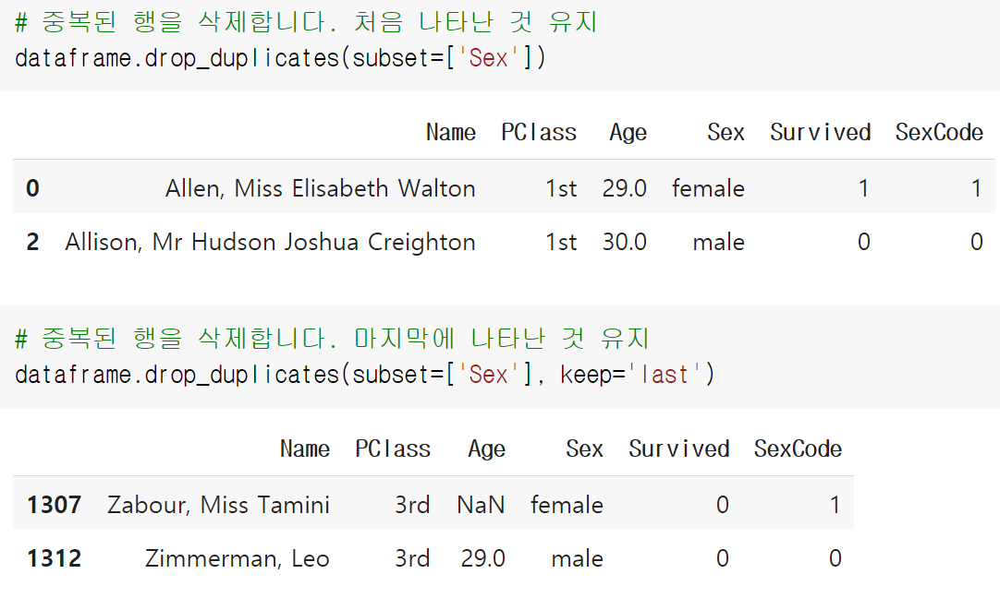 # 중복된 행을 삭제합니다. 처음 나타난 것 유지
dataframe.drop_duplicates(subset=['Sex'])
Name PClass Age Sex Survived SexCode
0 Allen, Miss Elisabeth Walton 1st 29.0 female 1 1
2 Allison, Mr Hudson Joshua Creighton 1st 30.0 male 0 0
# 중복된 행을 삭제합니다. 마지막에 나타난 것 유지
dataframe.drop_duplicates(subset=['Sex'], keep='last')
Name PClass Age Sex Survived SexCode
1307 Zabour, Miss Tamini 3rd NaN female 0 1
1312 Zimmerman, Leo 3rd 29.0 male 0 0